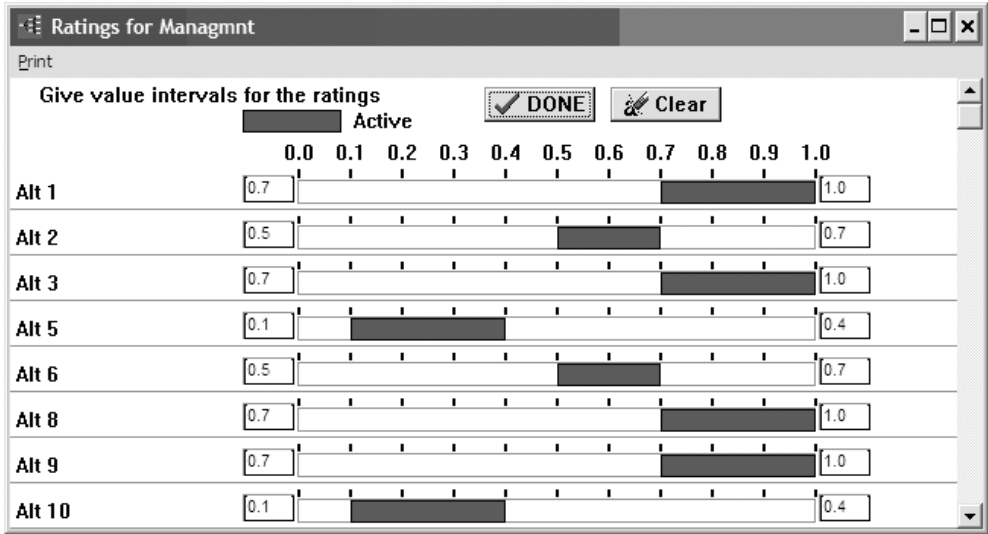 Ratings for Managmnt
Print
Give value intervals for the ratings
DONE
Clear
Active
0.0 0.1 0.2 0.3 0.4 0.5 0.6 0.7 0.8 0.9 1.0
Alt 1 0.7 1.0
Alt 2 0.5 0.7
Alt 3 0.7 1.0
Alt 5 0.1 0.4
Alt 6 0.5 0.7
Alt 8 0.7 1.0
Alt 9 0.7 1.0
Alt 10 0.1 0.4